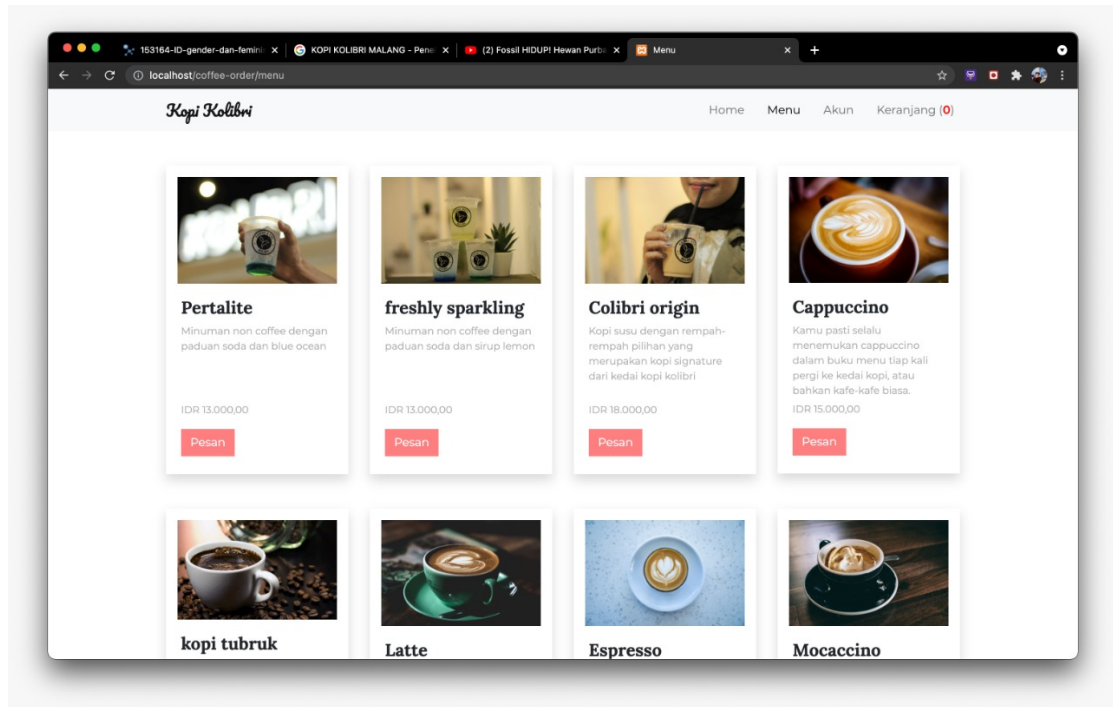 153164-ID-gender-dan-femini
KOPI KOLIBRI MALANG - Pene
(2) Fossil HIDUP! Hewan Purba
Menu
localhost/coffee-order/menu
Kopi Kolibri
Home
Menu
Akun
Keranjang (0)
Pertalite
Minuman non coffee dengan
paduan soda dan blue ocean
IDR 13.000,00
Pesan
freshly sparkling
Minuman non coffee dengan
paduan soda dan sirup lemon
IDR 13.000,00
Pesan
Colibri origin
Kopi susu dengan rempah-
rempah pilihan yang
merupakan kopi signature
dari kedai kopi kolibri
IDR 18.000,00
Pesan
Cappuccino
Kamu pasti selalu
menemukan cappuccino
dalam buku menu tiap kali
pergi ke kedai kopi, atau
bahkan kafe-kafe biasa.
IDR 15.000,00
Pesan
kopi tubruk
Latte
Espresso
Mocaccino